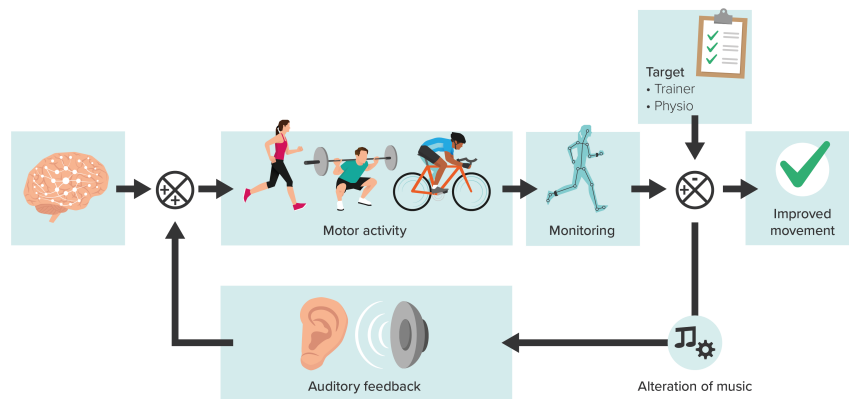 Target
• Trainer
• Physio
+
+
+
-
Motor activity
Monitoring
Improved
movement
Auditory feedback
Alteration of music